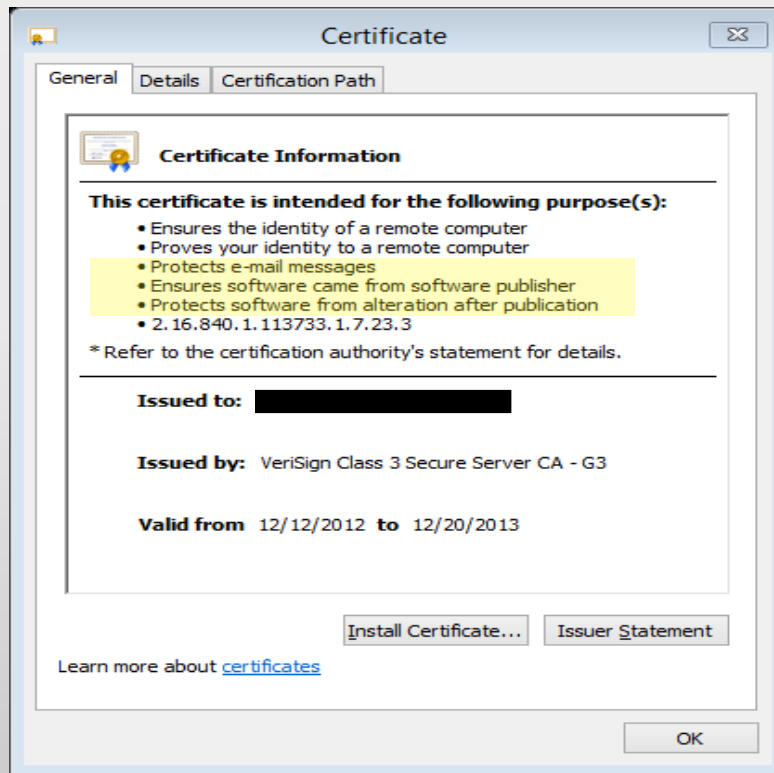 Certificate
General Details Certification Path
Certificate Information
This certificate is intended for the following purpose(s):
• Ensures the identity of a remote computer
• Proves your identity to a remote computer
• Protects e-mail messages
• Ensures software came from software publisher
• Protects software from alteration after publication
• 2.16.840.1.113733.1.7.23.3
* Refer to the certification authority's statement for details.
Issued to:
Issued by: VeriSign Class 3 Secure Server CA - G3
Valid from 12/12/2012 to 12/20/2013
Install Certificate... Issuer Statement
Learn more about certificates
OK